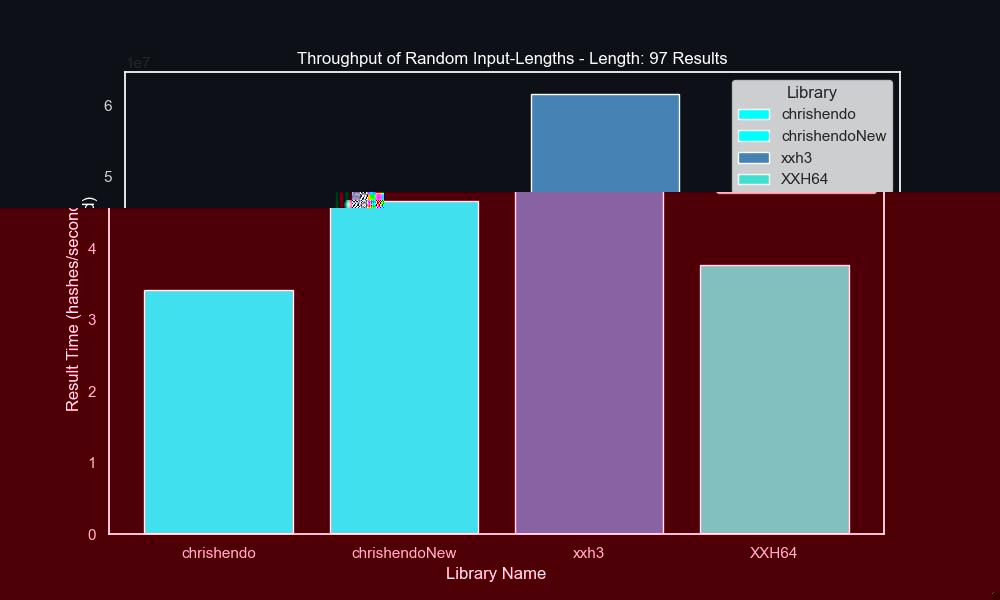 Throughput of Random Input-Lengths - Length: 97 Results
1e7
Library
chrishendo
chrishendoNew
xxh3
XXH64
6
5
4
3
2
1
0
Result Time (hashes/second)
chrishendo
chrishendoNew
xxh3
XXH64
Library Name